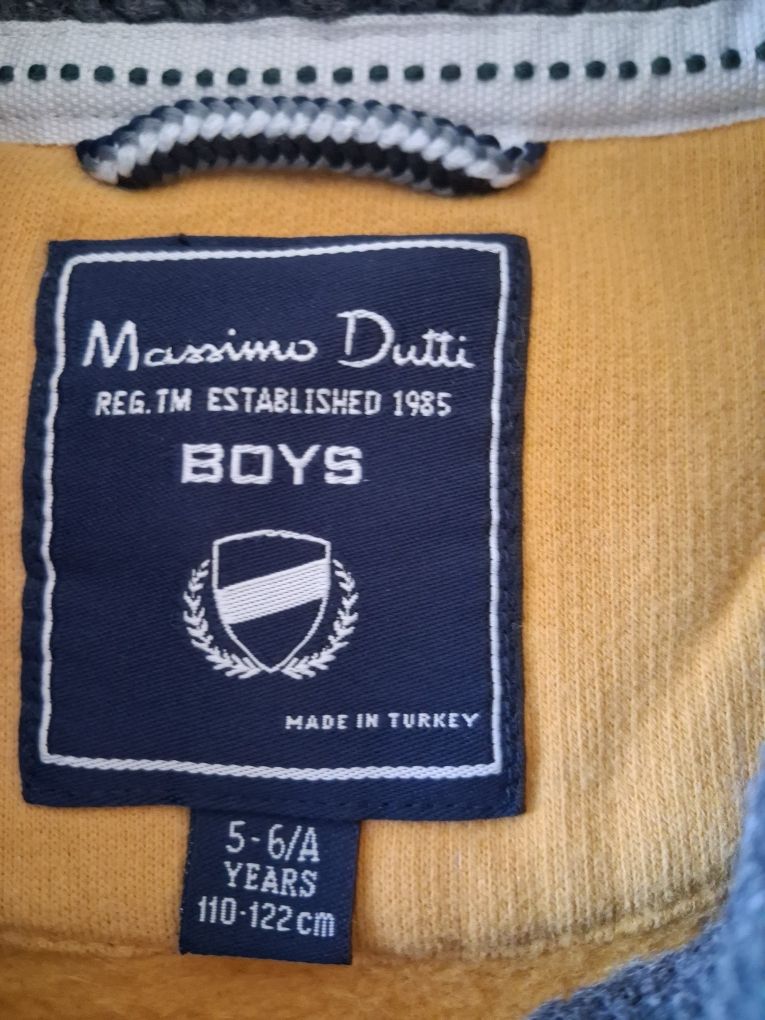 Massimo Dutti
REG.TM ESTABLISHED 1985
BOYS
MADE IN TURKEY
5-6/A
YEARS
110-122cm